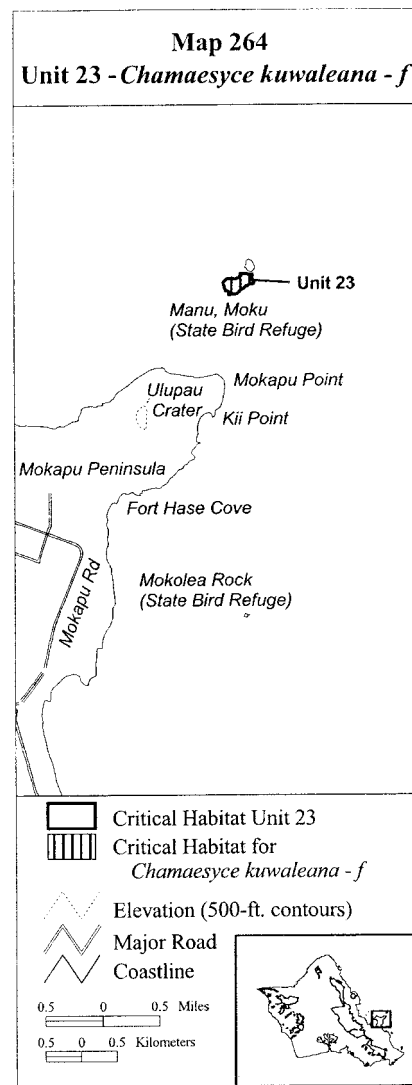 Map 264
Unit 23 - Chamaesyce kuwaleana - f
Unit 23
Manu, Moku
(State Bird Refuge)
Ulupau
Crater
Mokapu Point
Kii Point
Mokapu Peninsula
Fort Hase Cove
Mokapu Rd
Mokolea Rock
(State Bird Refuge)
Critical Habitat Unit 23
Critical Habitat for
Chamaesyce kuwaleana - f
Elevation (500-ft. contours)
Major Road
Coastline
0.5 0 0.5 Miles
0.5 0 0.5 Kilometers